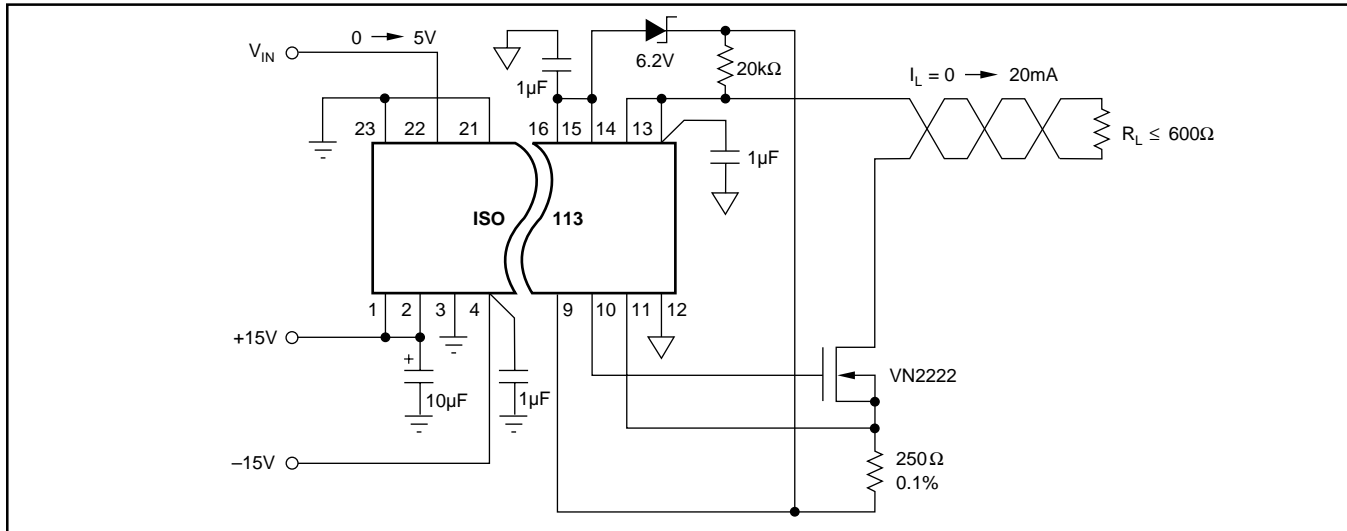 0 → 5V
V_IN
1µF
6.2V
20kΩ
I_L = 0 → 20mA
23 22 21 16 15 14 13
1µF
R_L ≤ 600Ω
ISO 113
1 2 3 4 9 10 11 12
+15V
+
10µF
1µF
VN2222
–15V
250Ω
0.1%